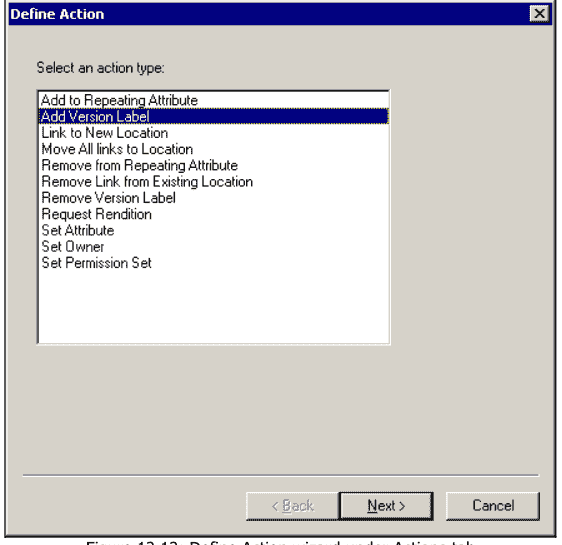 Define Action
Select an action type:
Add to Repeating Attribute
Add Version Label
Link to New Location
Move All links to Location
Remove from Repeating Attribute
Remove Link from Existing Location
Remove Version Label
Request Rendition
Set Attribute
Set Owner
Set Permission Set
< Back
Next >
Cancel